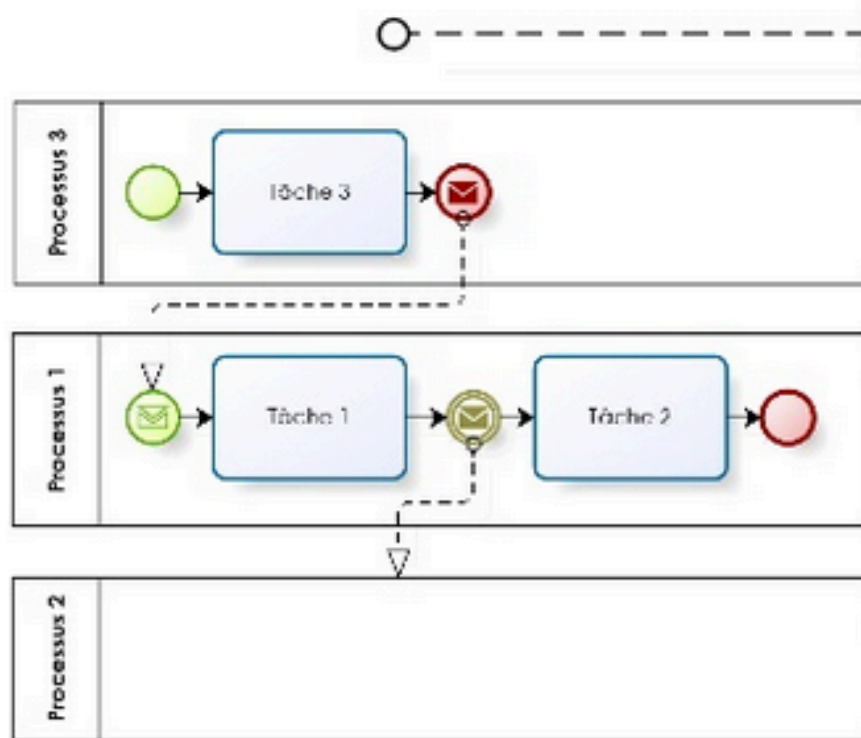 Processus 3
Tâche 3
Processus 1
Tâche 1
Tâche 2
Processus 2